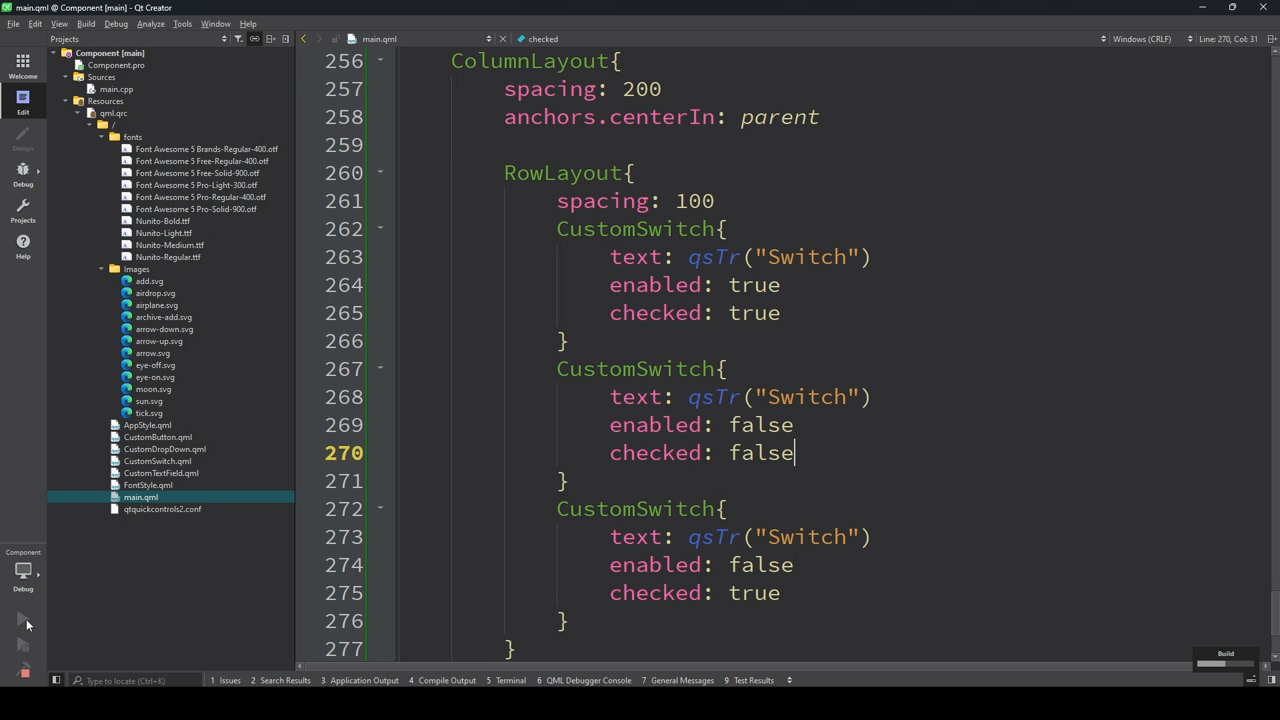 main.qml @ Component [main] - Qt Creator
File Edit View Build Debug Analyze Tools Window Help
Projects main.qml checked Windows (CRLF) Line: 270, Col: 31
Welcome
Edit
Design
Debug
Projects
Help
Component
Debug
Component [main]
Component.pro
Sources
main.cpp
Resources
qml.qrc
/
fonts
Font Awesome 5 Brands-Regular-400.otf
Font Awesome 5 Free-Regular-400.otf
Font Awesome 5 Free-Solid-900.otf
Font Awesome 5 Pro-Light-300.otf
Font Awesome 5 Pro-Regular-400.otf
Font Awesome 5 Pro-Solid-900.otf
Nunito-Bold.ttf
Nunito-Light.ttf
Nunito-Medium.ttf
Nunito-Regular.ttf
Images
add.svg
airdrop.svg
airplane.svg
archive-add.svg
arrow-down.svg
arrow-up.svg
arrow.svg
eye-off.svg
eye-on.svg
moon.svg
sun.svg
tick.svg
AppStyle.qml
CustomButton.qml
CustomDropDown.qml
CustomSwitch.qml
CustomTextField.qml
FontStyle.qml
main.qml
qtquickcontrols2.conf
256 ColumnLayout{
257 spacing: 200
258 anchors.centerIn: parent
259
260 RowLayout{
261 spacing: 100
262 CustomSwitch{
263 text: qsTr("Switch")
264 enabled: true
265 checked: true
266 }
267 CustomSwitch{
268 text: qsTr("Switch")
269 enabled: false
270 checked: false
271 }
272 CustomSwitch{
273 text: qsTr("Switch")
274 enabled: false
275 checked: true
276 }
277 }
Build
Type to locate (Ctrl+K) 1 Issues 2 Search Results 3 Application Output 4 Compile Output 5 Terminal 6 QML Debugger Console 7 General Messages 9 Test Results